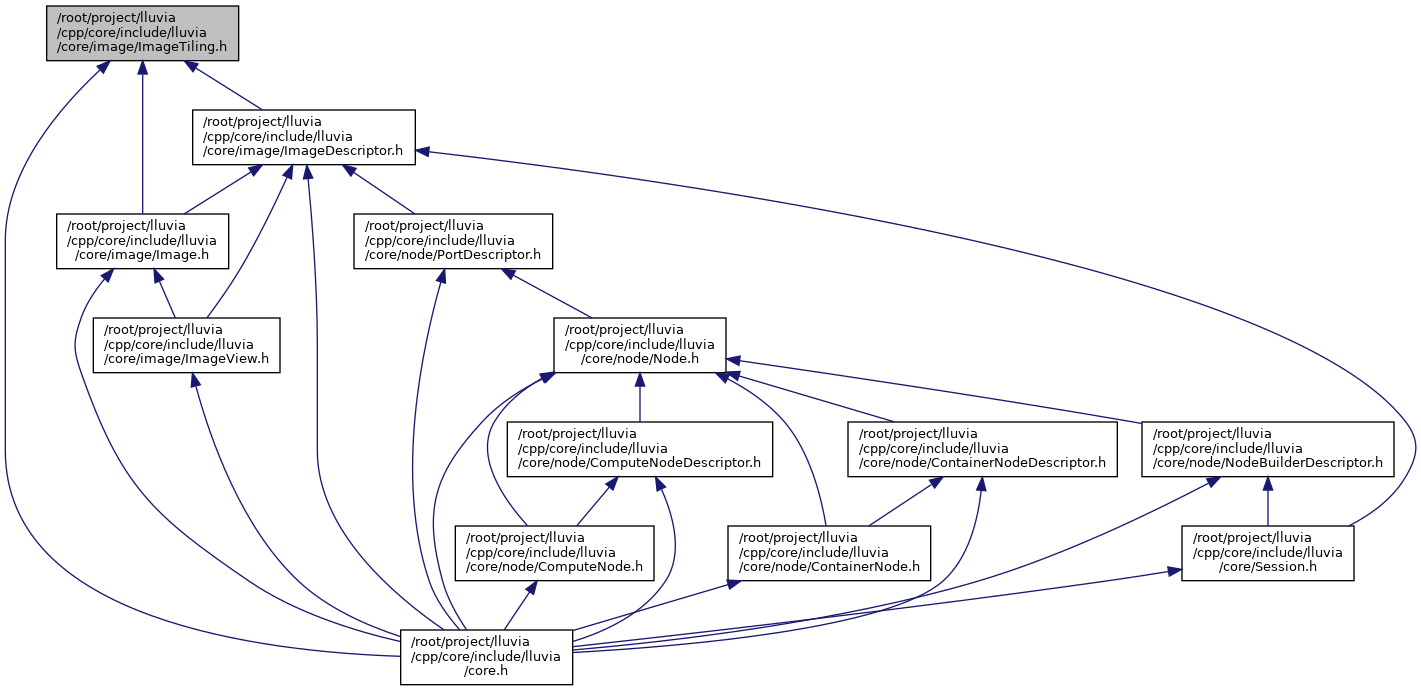 /root/project/lluvia
/cpp/core/include/lluvia
/core/image/ImageTiling.h
/root/project/lluvia
/cpp/core/include/lluvia
/core/image/ImageDescriptor.h
/root/project/lluvia
/cpp/core/include/lluvia
/core/image/Image.h
/root/project/lluvia
/cpp/core/include/lluvia
/core/node/PortDescriptor.h
/root/project/lluvia
/cpp/core/include/lluvia
/core/image/ImageView.h
/root/project/lluvia
/cpp/core/include/lluvia
/core/node/Node.h
/root/project/lluvia
/cpp/core/include/lluvia
/core/node/ComputeNodeDescriptor.h
/root/project/lluvia
/cpp/core/include/lluvia
/core/node/ContainerNodeDescriptor.h
/root/project/lluvia
/cpp/core/include/lluvia
/core/node/NodeBuilderDescriptor.h
/root/project/lluvia
/cpp/core/include/lluvia
/core/node/ComputeNode.h
/root/project/lluvia
/cpp/core/include/lluvia
/core/node/ContainerNode.h
/root/project/lluvia
/cpp/core/include/lluvia
/core/Session.h
/root/project/lluvia
/cpp/core/include/lluvia
/core.h